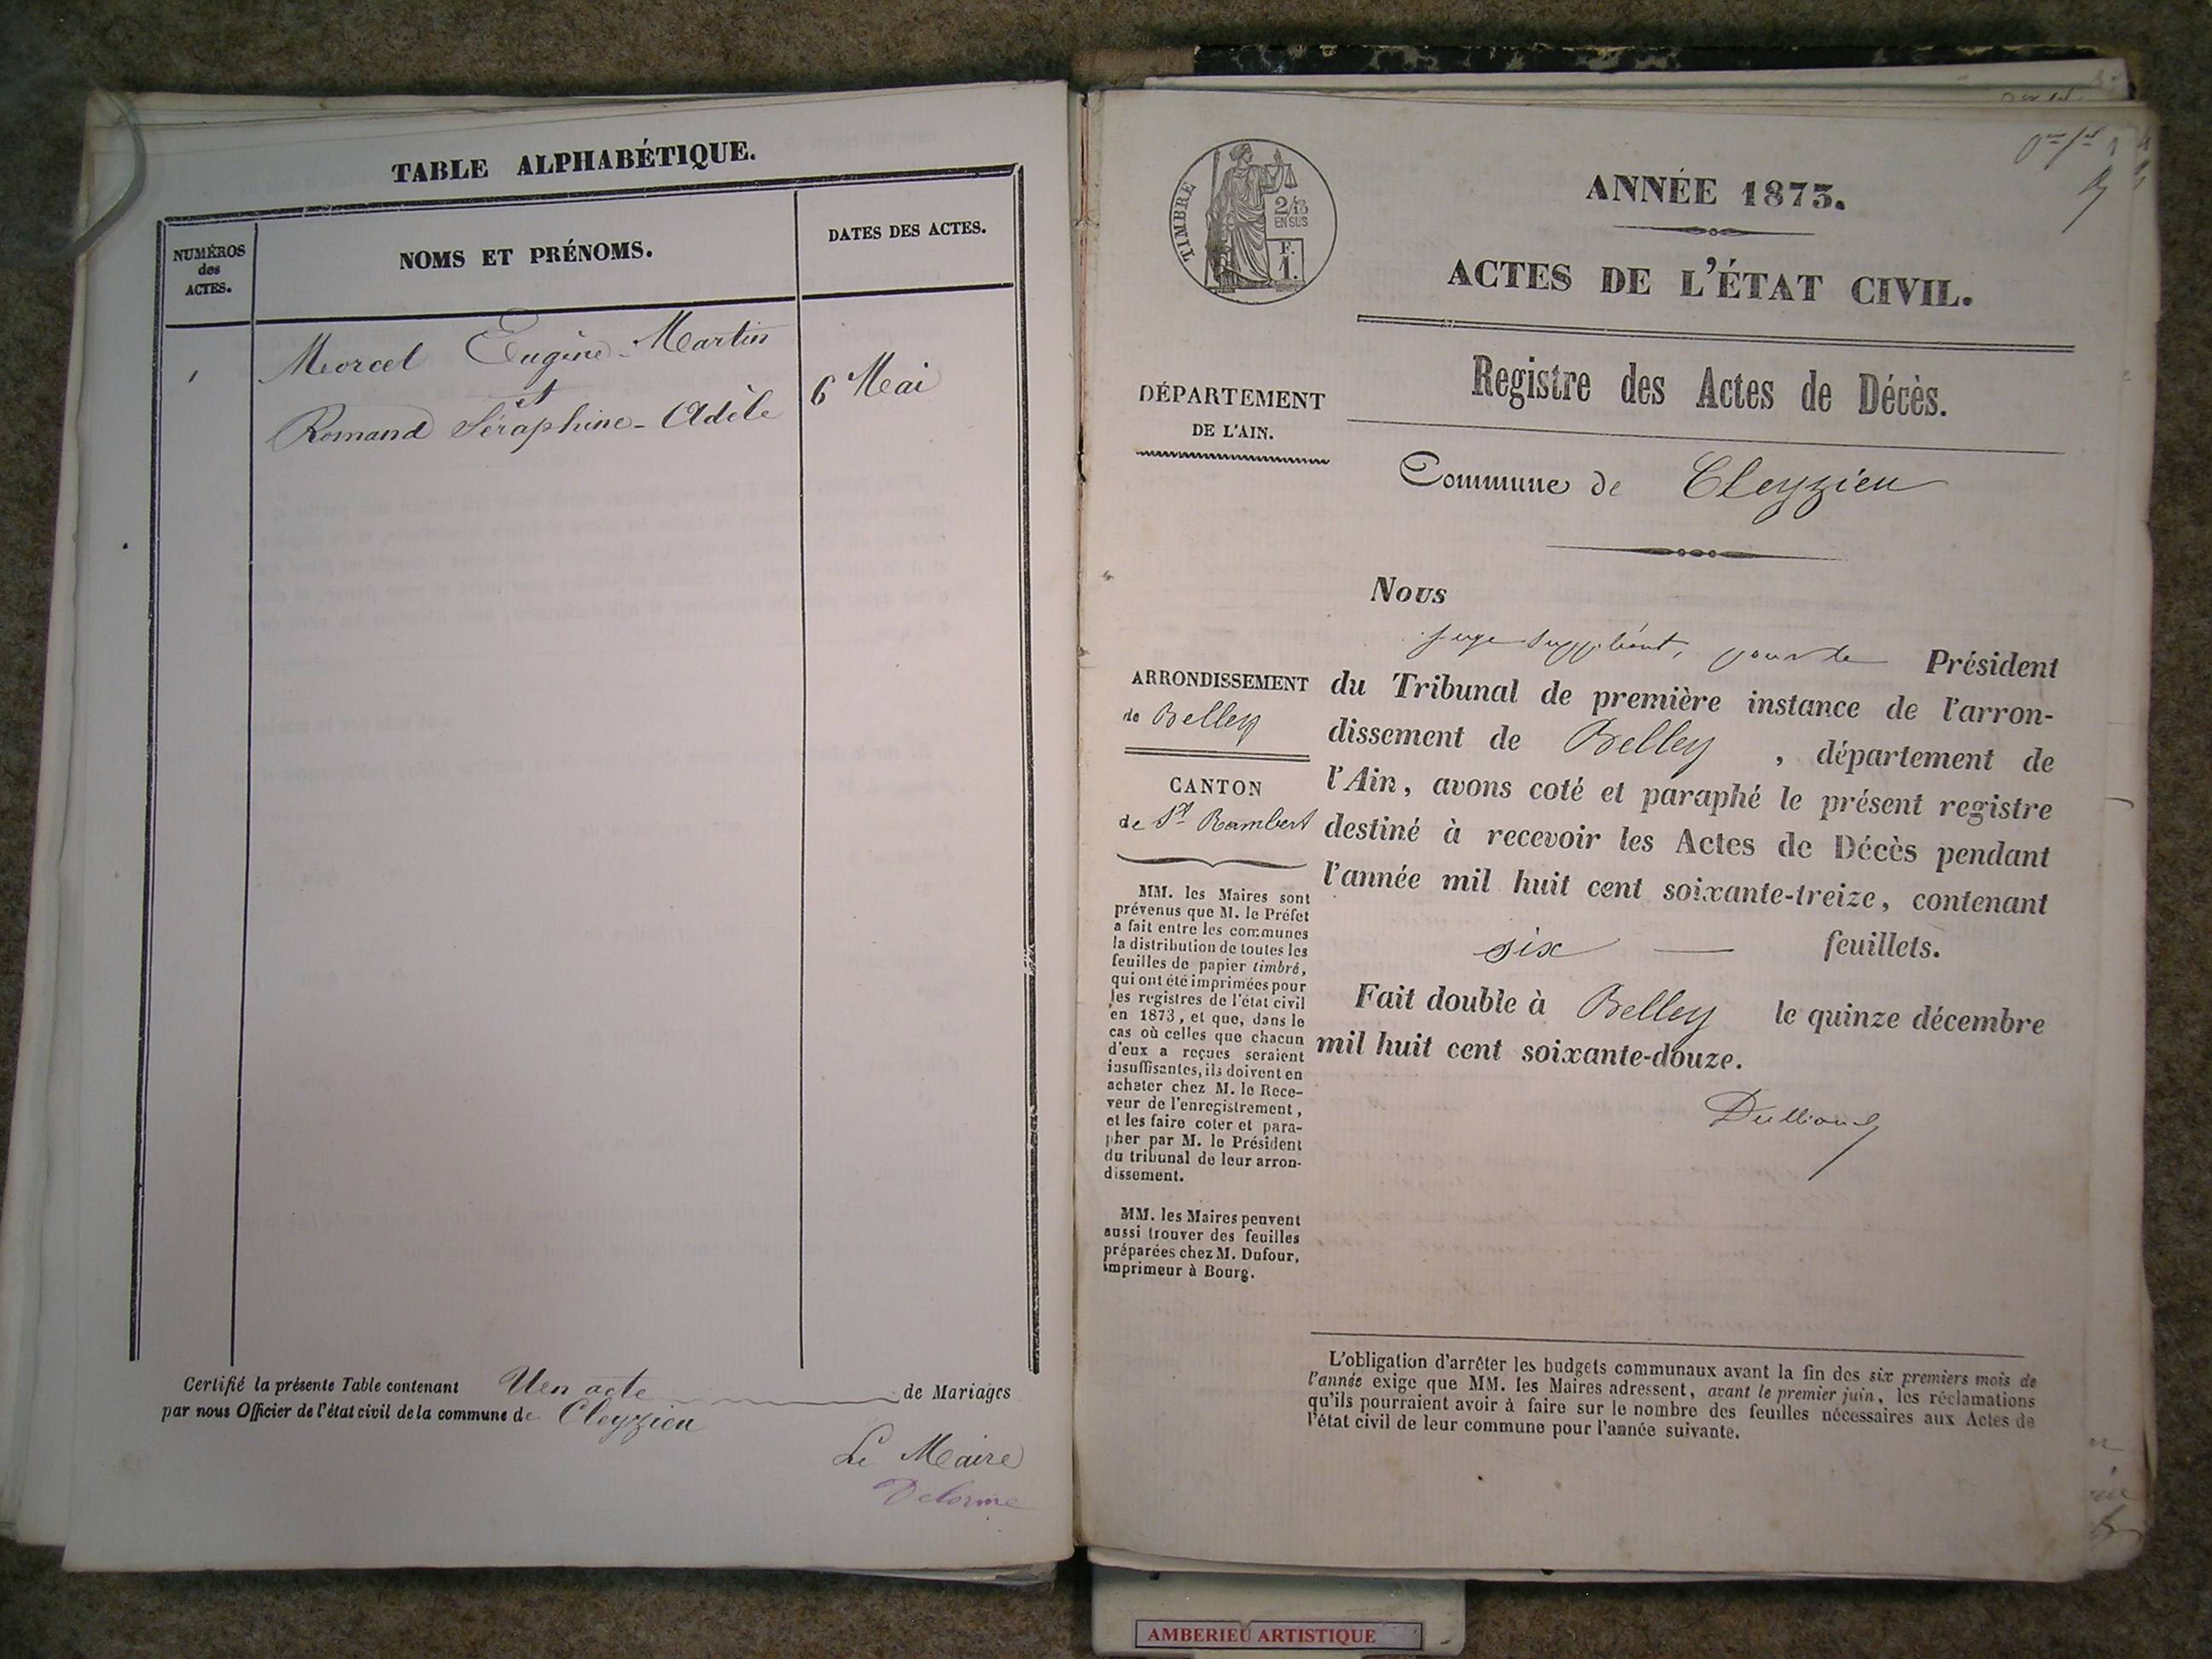 TABLE ALPHABÉTIQUE.
NUMÉROS
des
ACTES.
NOMS ET PRÉNOMS.
DATES DES ACTES.
1
Morcel Eugène-Martin
et
Romand Séraphine-Adèle
6 Mai
Certifié la présente Table contenant Un acte de Mariages
par nous Officier de l'état civil de la commune de Cleyzieu
Le Maire
Delorme
TIMBRE
2/10
EN SUS
F.
1.
ANNÉE 1873.
ACTES DE L'ÉTAT CIVIL.
Registre des Actes de Décès.
DÉPARTEMENT
DE L'AIN.
Commune de Cleyzieu
ARRONDISSEMENT
de Belley
CANTON
de St Rambert
MM. les Maires sont
prévenus que M. le Préfet
a fait entre les communes
la distribution de toutes les
feuilles de papier timbré,
qui ont été imprimées pour
les registres de l'état civil
en 1873, et que, dans le
cas où celles que chacun
d'eux a reçues seraient
insuffisantes, ils doivent en
acheter chez M. le Rece-
veur de l'enregistrement,
et les faire coter et para-
pher par M. le Président
du tribunal de leur arron-
dissement.
MM. les Maires peuvent
aussi trouver des feuilles
préparées chez M. Dufour,
imprimeur à Bourg.
Nous
juge suppléant, pour le Président
du Tribunal de première instance de l'arron-
dissement de Belley, département de
l'Ain, avons coté et paraphé le présent registre
destiné à recevoir les Actes de Décès pendant
l'année mil huit cent soixante-treize, contenant
six — feuillets.
Fait double à Belley le quinze décembre
mil huit cent soixante-douze.
L'obligation d'arrêter les budgets communaux avant la fin des six premiers mois de
l'année exige que MM. les Maires adressent, avant le premier juin, les réclamations
qu'ils pourraient avoir à faire sur le nombre des feuilles nécessaires aux Actes de
l'état civil de leur commune pour l'année suivante.
AMBERIEU ARTISTIQUE